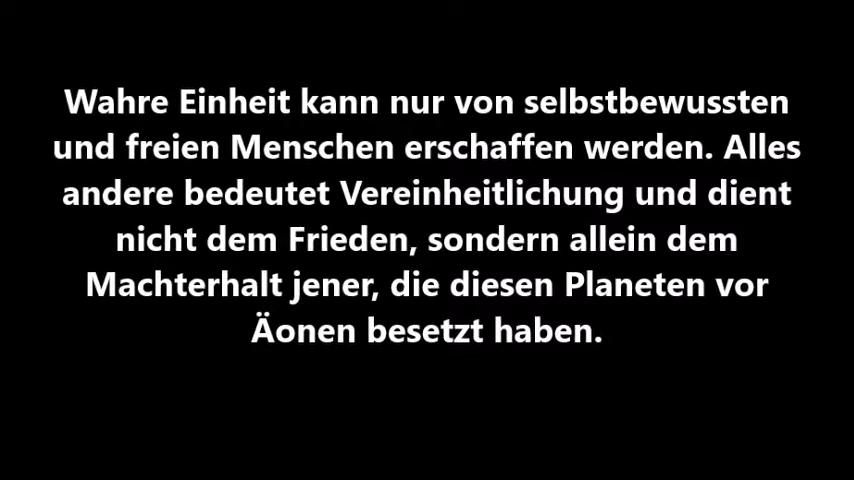 Wahre Einheit kann nur von selbstbewussten
und freien Menschen erschaffen werden. Alles
andere bedeutet Vereinheitlichung und dient
nicht dem Frieden, sondern allein dem
Machterhalt jener, die diesen Planeten vor
Äonen besetzt haben.